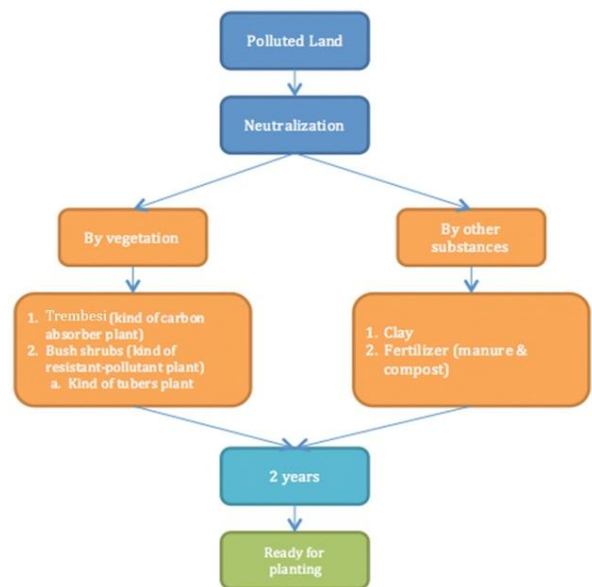 Polluted Land
Neutralization
By vegetation
By other
substances
1. Trembesi (kind of carbon
absorber plant)
2. Bush shrubs (kind of
resistant-pollutant plant)
a. Kind of tubers plant
1. Clay
2. Fertilizer (manure &
compost)
2 years
Ready for
planting